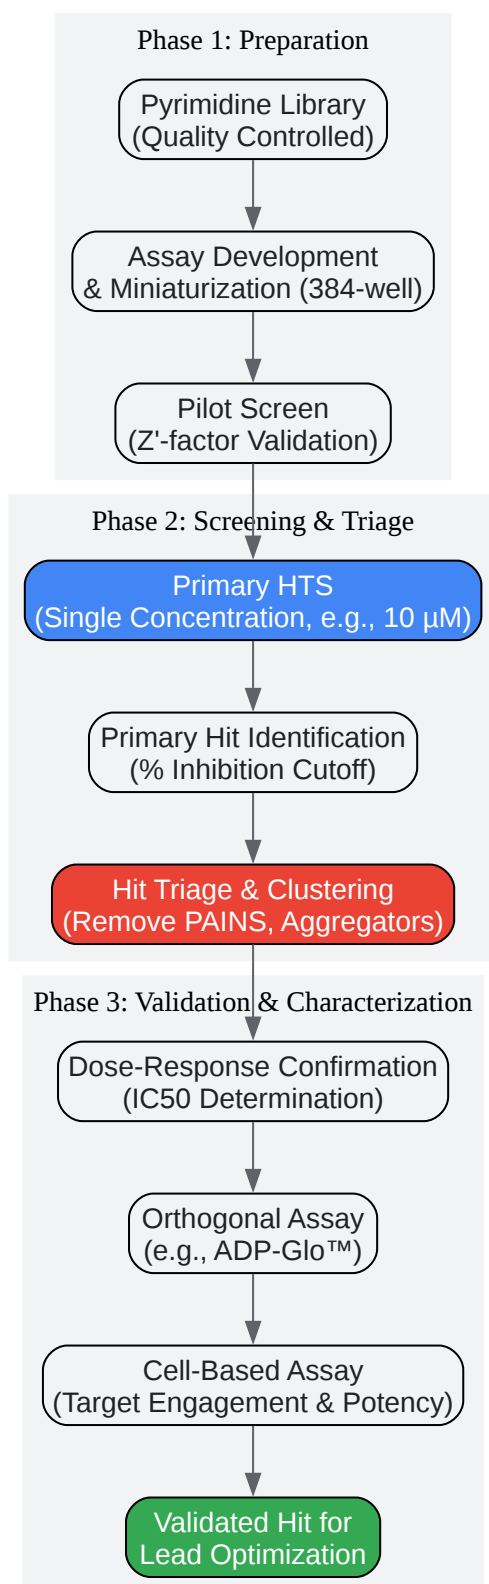 Phase 1: Preparation
Pyrimidine Library
(Quality Controlled)
Assay Development
& Miniaturization (384-well)
Pilot Screen
(Z'-factor Validation)
Phase 2: Screening & Triage
Primary HTS
(Single Concentration, e.g., 10 µM)
Primary Hit Identification
(% Inhibition Cutoff)
Hit Triage & Clustering
(Remove PAINS, Aggregators)
Phase 3: Validation & Characterization
Dose-Response Confirmation
(IC50 Determination)
Orthogonal Assay
(e.g., ADP-Glo™)
Cell-Based Assay
(Target Engagement & Potency)
Validated Hit for
Lead Optimization